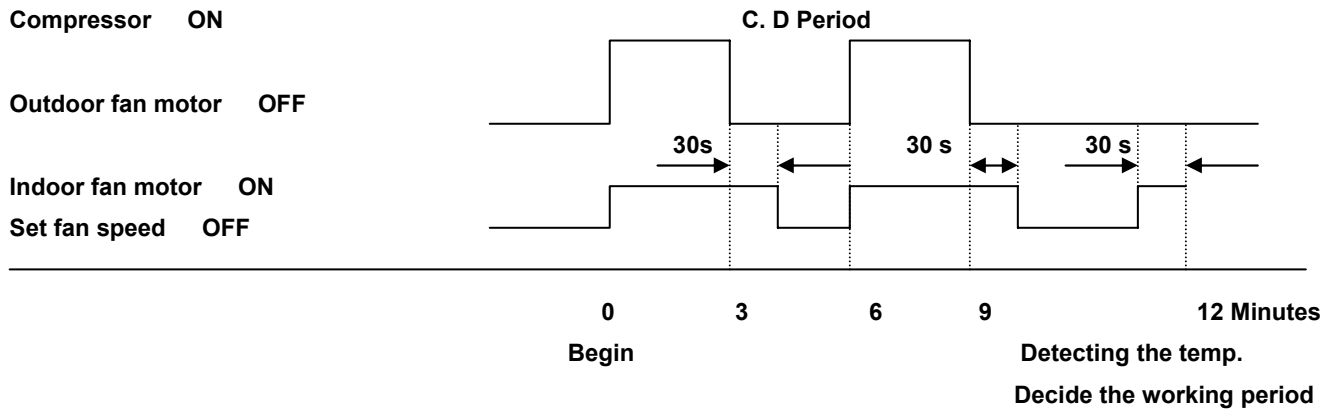 Compressor ON C. D Period
Outdoor fan motor OFF
30s 30 s 30 s
Indoor fan motor ON
Set fan speed OFF
0 3 6 9 12 Minutes
Begin Detecting the temp.
Decide the working period